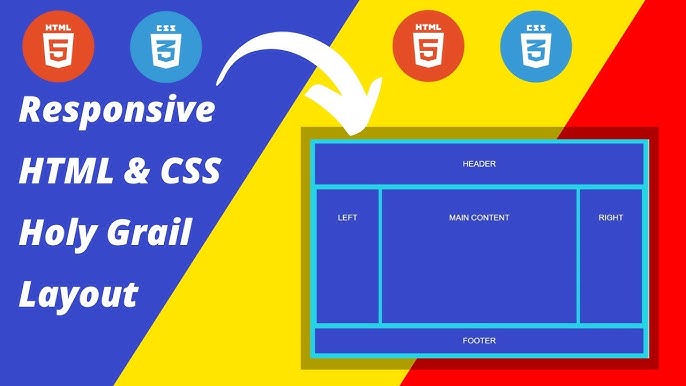 HTML
5
CSS
3
HTML
5
CSS
3
Responsive
HTML & CSS
Holy Grail
Layout
HEADER
LEFT
MAIN CONTENT
RIGHT
FOOTER